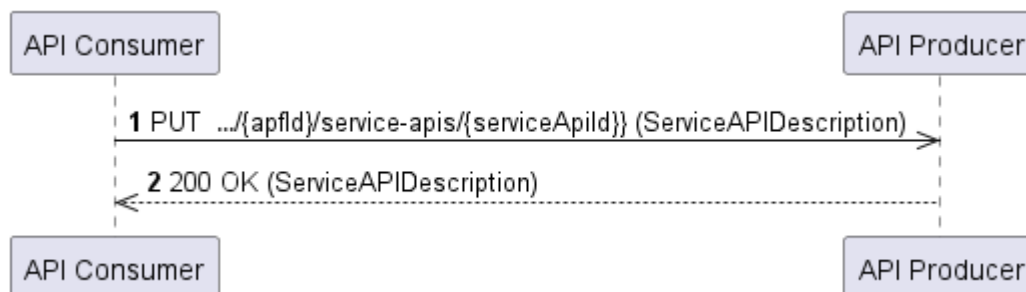 API Consumer
API Producer
1 PUT .../{apfId}/service-apis/{serviceApiId}} (ServiceAPIDescription)
2 200 OK (ServiceAPIDescription)
API Consumer
API Producer